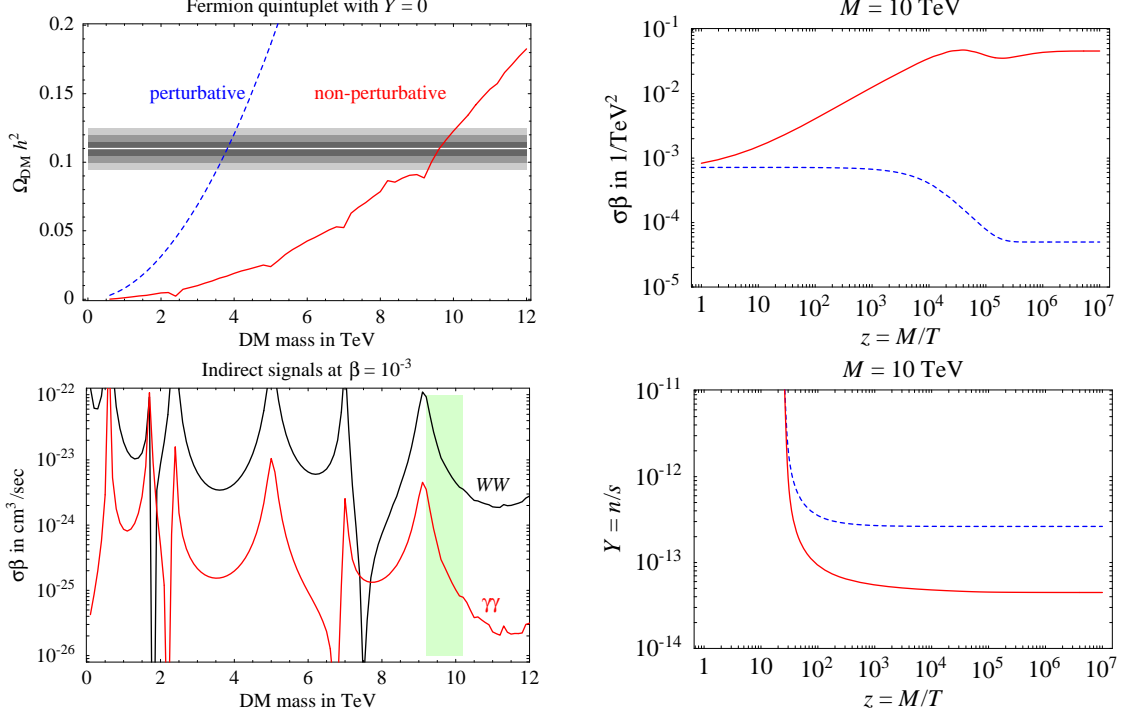 Fermion quintuplet with Y = 0
0.2
0.15
0.1
0.05
0
Ω_DM h²
perturbative
non-perturbative
0 2 4 6 8 10 12
DM mass in TeV
M = 10 TeV
10⁻¹
10⁻²
10⁻³
10⁻⁴
10⁻⁵
σβ in 1/TeV²
1 10 10² 10³ 10⁴ 10⁵ 10⁶ 10⁷
z = M/T
Indirect signals at β = 10⁻³
10⁻²²
10⁻²³
10⁻²⁴
10⁻²⁵
10⁻²⁶
σβ in cm³/sec
WW
γγ
0 2 4 6 8 10 12
DM mass in TeV
M = 10 TeV
10⁻¹¹
10⁻¹²
10⁻¹³
10⁻¹⁴
Y = n/s
1 10 10² 10³ 10⁴ 10⁵ 10⁶ 10⁷
z = M/T